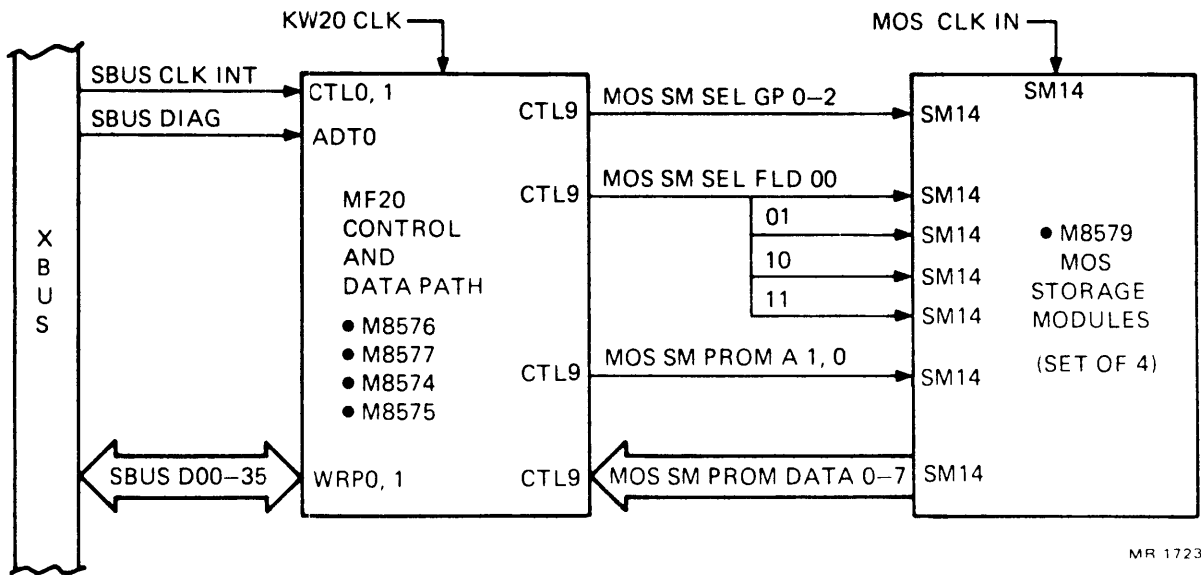 KW20 CLK
MOS CLK IN
XBUS
SBUS CLK INT
SBUS DIAG
SBUS D00–35
CTL0, 1
ADT0
MF20
CONTROL
AND
DATA PATH
● M8576
● M8577
● M8574
● M8575
WRP0, 1
CTL9
CTL9
CTL9
CTL9
MOS SM SEL GP 0–2
MOS SM SEL FLD 00
01
10
11
MOS SM PROM A 1, 0
MOS SM PROM DATA 0–7
SM14
SM14
SM14
SM14
SM14
SM14
SM14
SM14
● M8579
MOS
STORAGE
MODULES
(SET OF 4)
MR 1723